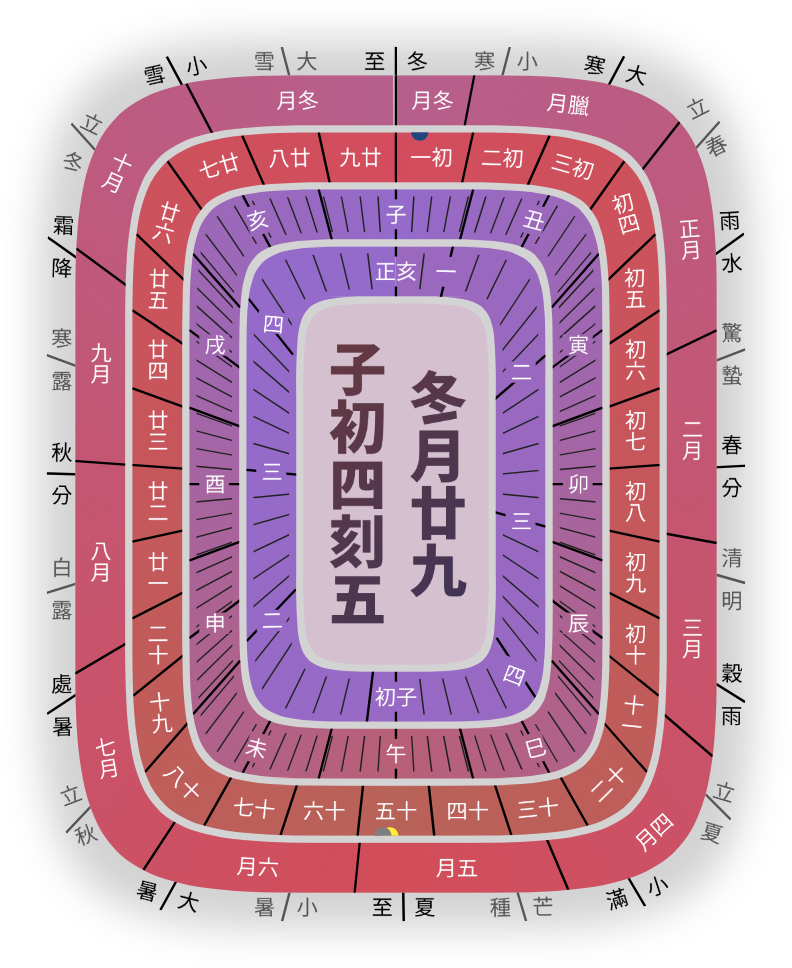 冬至
小寒
大寒
立春
雨水
驚蟄
春分
清明
穀雨
立夏
小滿
芒種
夏至
小暑
大暑
立秋
處暑
白露
秋分
寒露
霜降
立冬
小雪
大雪
冬月
臘月
正月
二月
三月
四月
五月
六月
七月
八月
九月
十月
冬月
初一
初二
初三
初四
初五
初六
初七
初八
初九
初十
十一
十二
十三
十四
十五
十六
十七
十八
十九
二十
廿一
廿二
廿三
廿四
廿五
廿六
廿七
廿八
廿九
子
丑
寅
卯
辰
巳
午
未
申
酉
戌
亥
亥正
一
二
三
四
子初
二
三
四
冬月廿九
子初四刻五